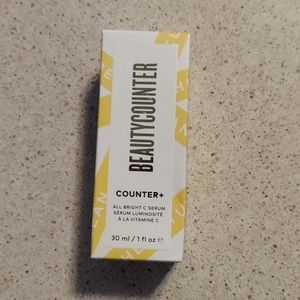 BEAUTYCOUNTER
COUNTER+
ALL BRIGHT C SERUM
SÉRUM LUMINOSITÉ
À LA VITAMINE C
30 ml / 1 fl oz ℮